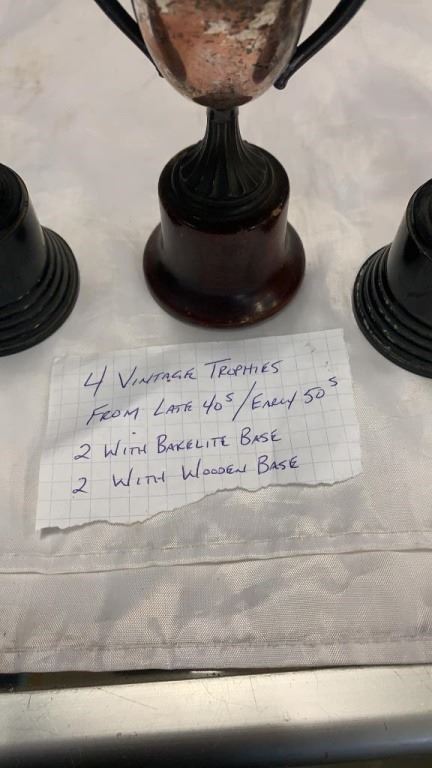 4 VINTAGE TROPHIES
FROM LATE 40s/EARLY 50s
2 WITH BAKELITE BASE
2 WITH WOODEN BASE